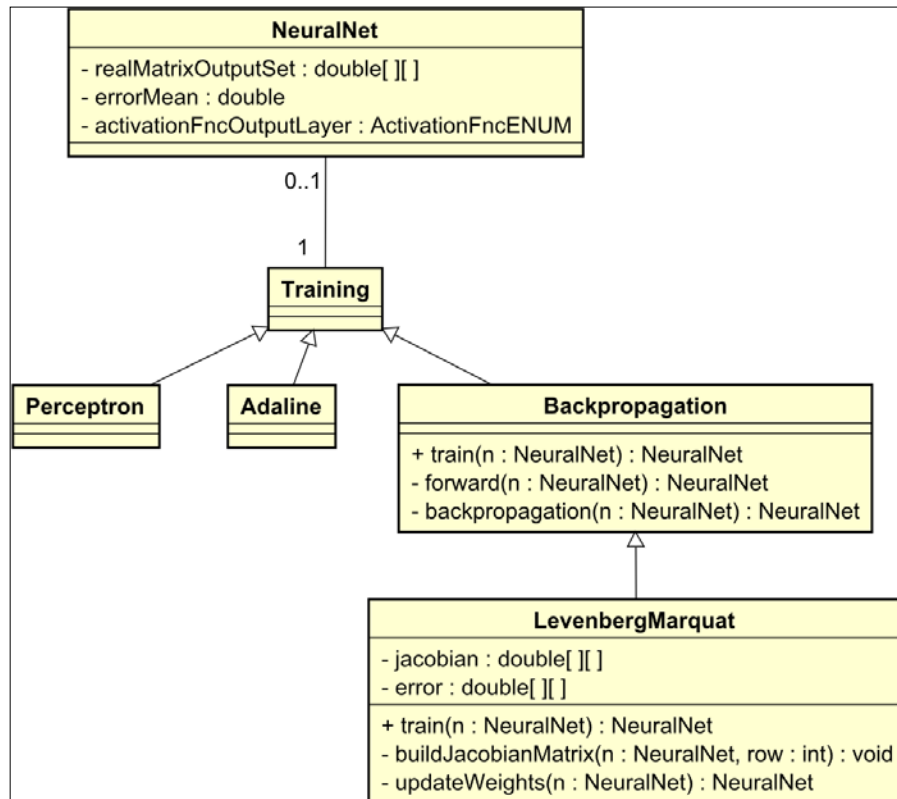 NeuralNet
- realMatrixOutputSet : double[ ][ ]
- errorMean : double
- activationFncOutputLayer : ActivationFncENUM
0..1
1
Training
Perceptron
Adaline
Backpropagation
+ train(n : NeuralNet) : NeuralNet
- forward(n : NeuralNet) : NeuralNet
- backpropagation(n : NeuralNet) : NeuralNet
LevenbergMarquat
- jacobian : double[ ][ ]
- error : double[ ][ ]
+ train(n : NeuralNet) : NeuralNet
- buildJacobianMatrix(n : NeuralNet, row : int) : void
- updateWeights(n : NeuralNet) : NeuralNet